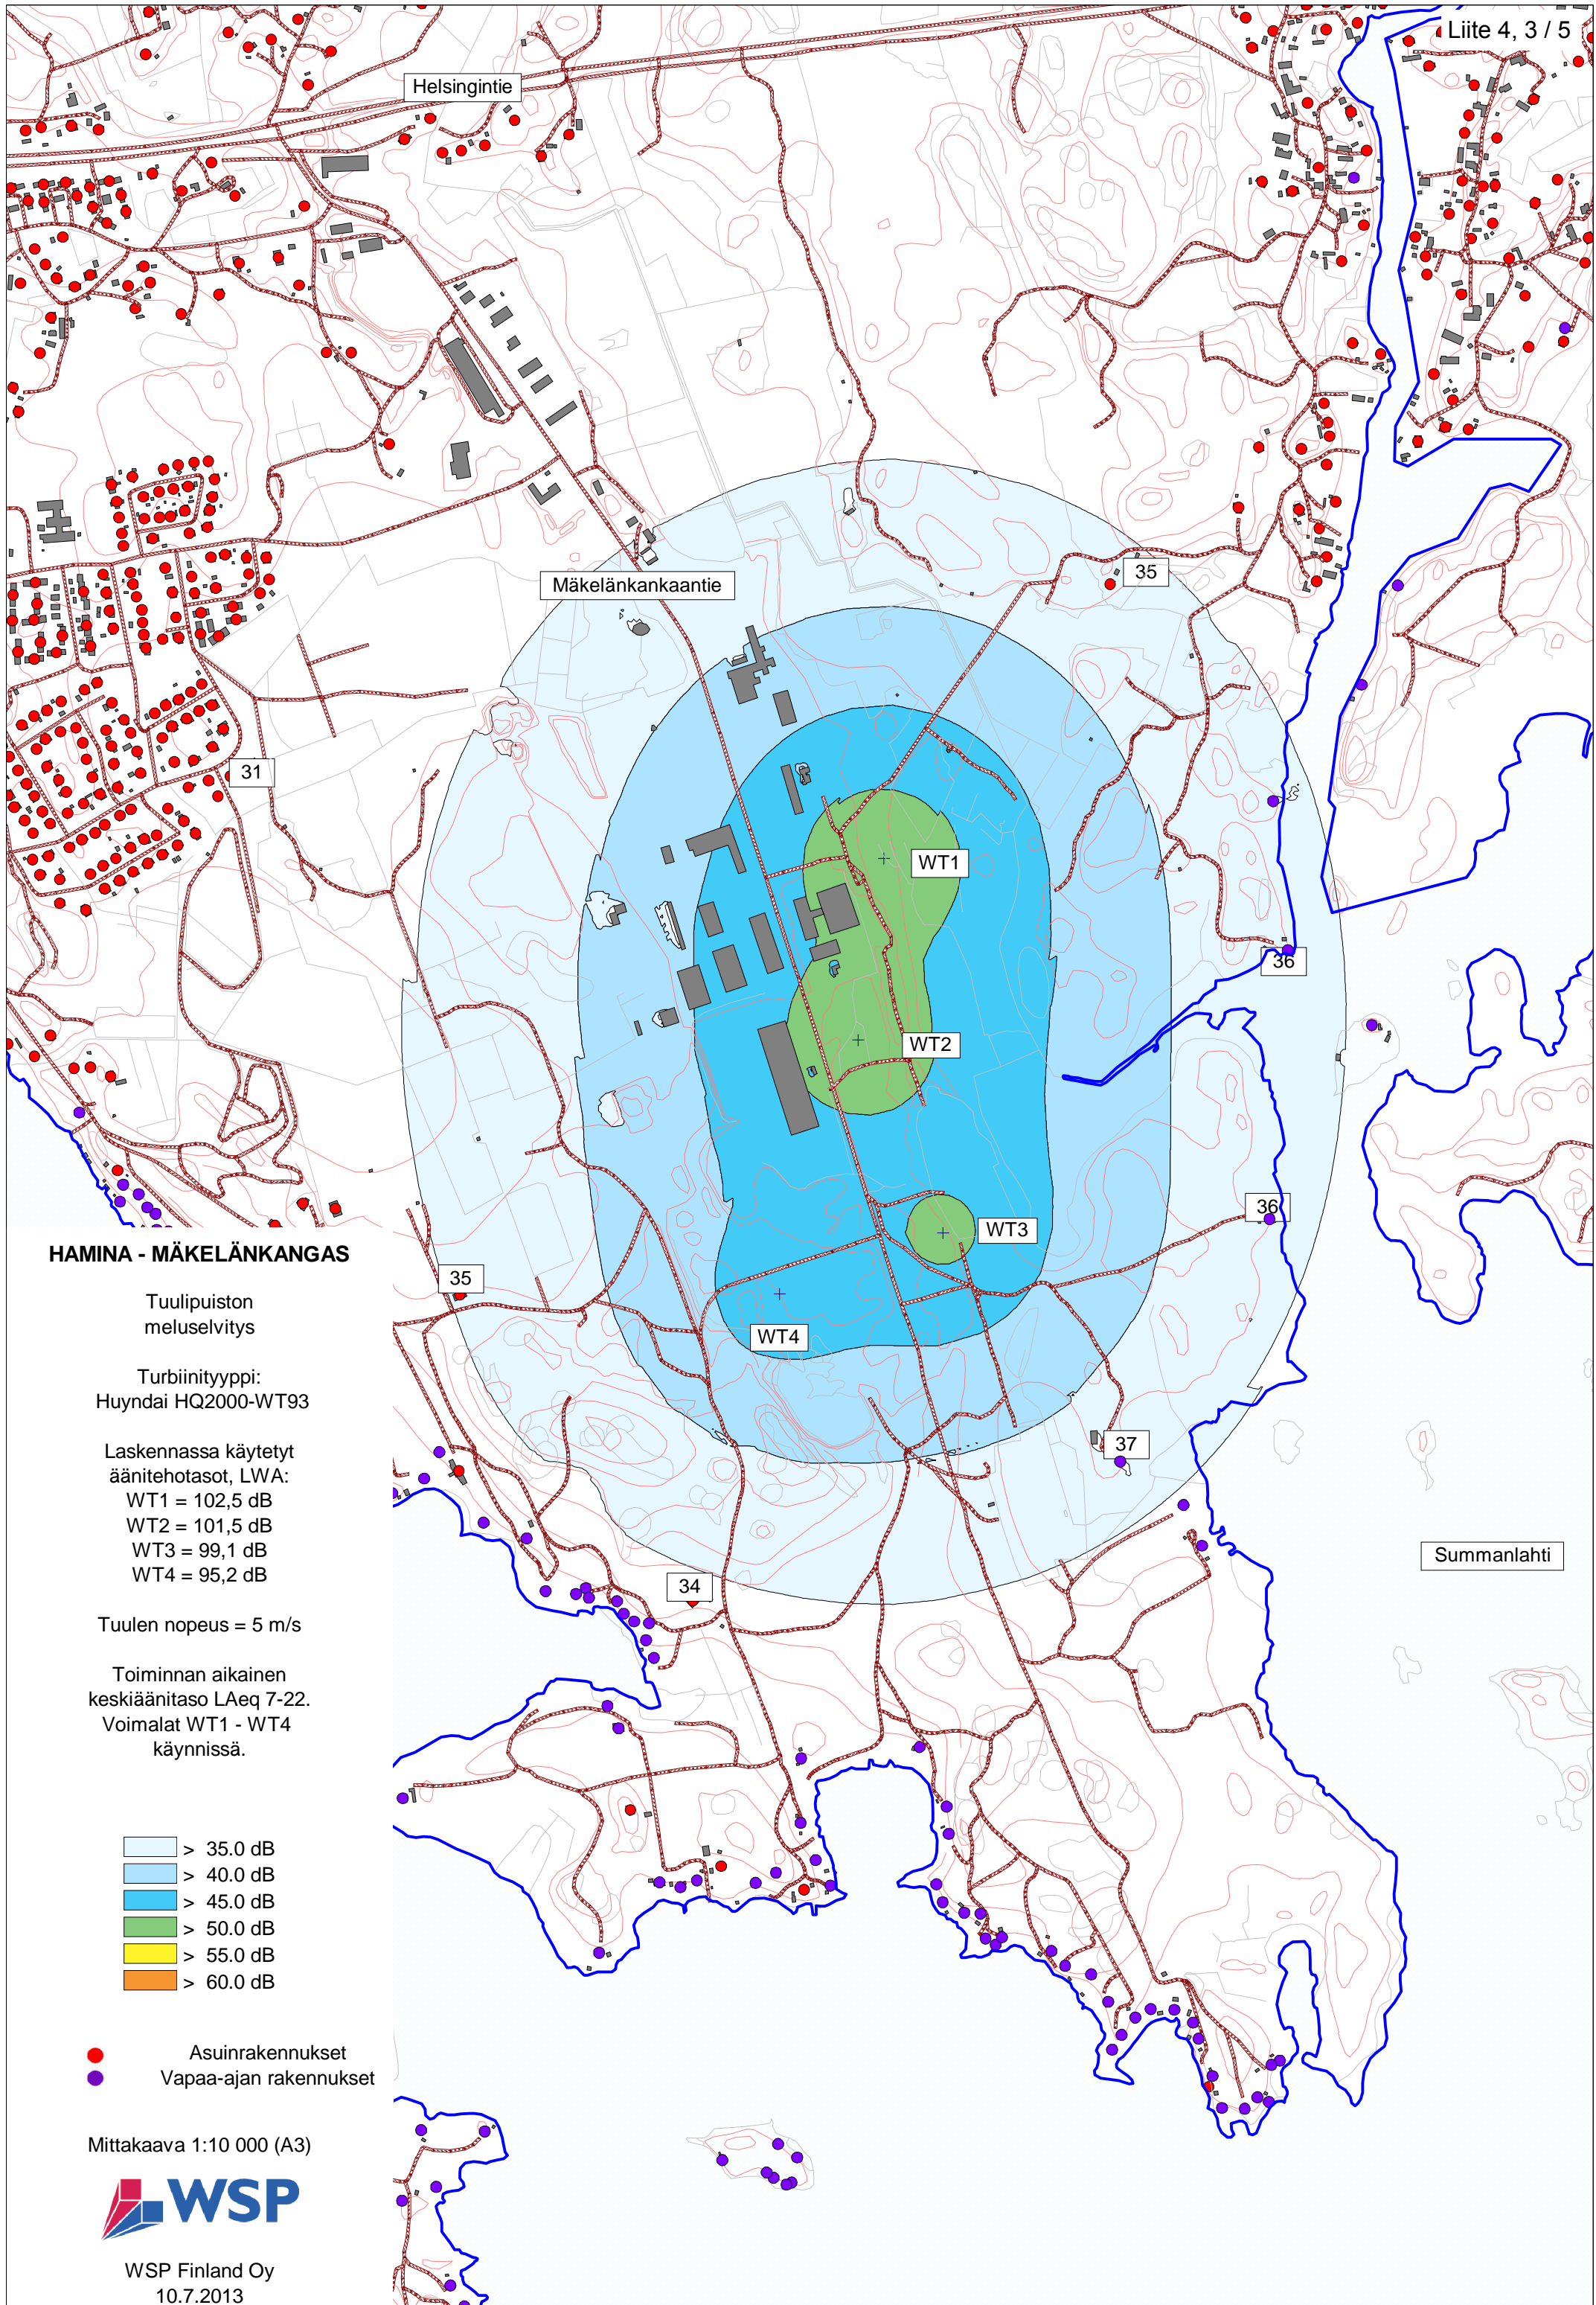 Liite 4, 3 / 5
Helsingintie
Mäkelänkankaantie
35
31
WT1
36
WT2
36
WT3
35
WT4
37
34
Summanlahti
HAMINA - MÄKELÄNKANGAS
Tuulipuiston
meluselvitys
Turbiinityyppi:
Huyndai HQ2000-WT93
Laskennassa käytetyt
äänitehotasot, LWA:
WT1 = 102,5 dB
WT2 = 101,5 dB
WT3 = 99,1 dB
WT4 = 95,2 dB
Tuulen nopeus = 5 m/s
Toiminnan aikainen
keskiäänitaso LAeq 7-22.
Voimalat WT1 - WT4
käynnissä.
> 35.0 dB
> 40.0 dB
> 45.0 dB
> 50.0 dB
> 55.0 dB
> 60.0 dB
Asuinrakennukset
Vapaa-ajan rakennukset
Mittakaava 1:10 000 (A3)
WSP
WSP Finland Oy
10.7.2013